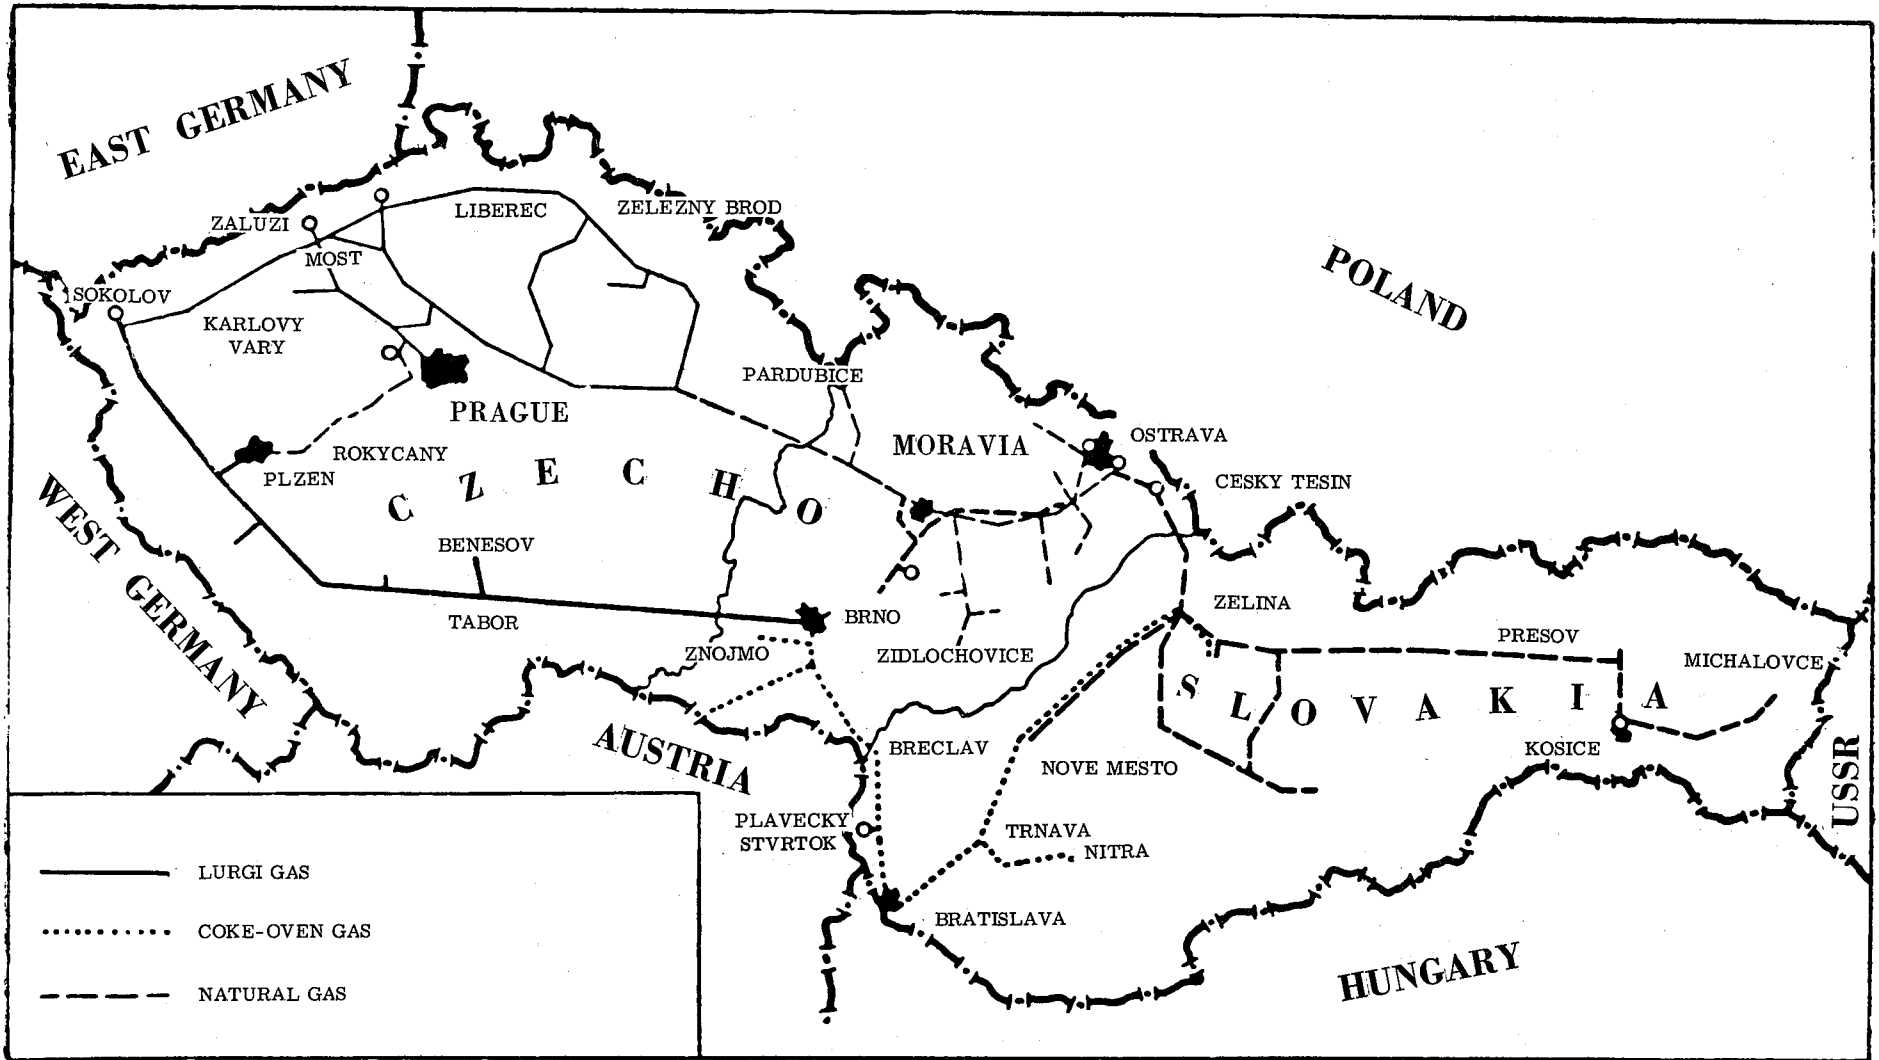 EAST GERMANY
POLAND
WEST GERMANY
AUSTRIA
HUNGARY
USSR
CZECHO
SLOVAKIA
MORAVIA
LIBEREC
ZELEZNY BROD
ZALUZI
MOST
SOKOLOV
KARLOVY
VARY
PRAGUE
PARDUBICE
ROKYCANY
PLZEN
OSTRAVA
CESKY TESIN
BENESOV
TABOR
BRNO
ZNOJMO
ZIDLOCHOVICE
ZELINA
PRESOV
MICHALOVCE
KOSICE
BRECLAV
NOVE MESTO
PLAVECKY
STVRTOK
TRNAVA
NITRA
BRATISLAVA
LURGI GAS
COKE-OVEN GAS
NATURAL GAS